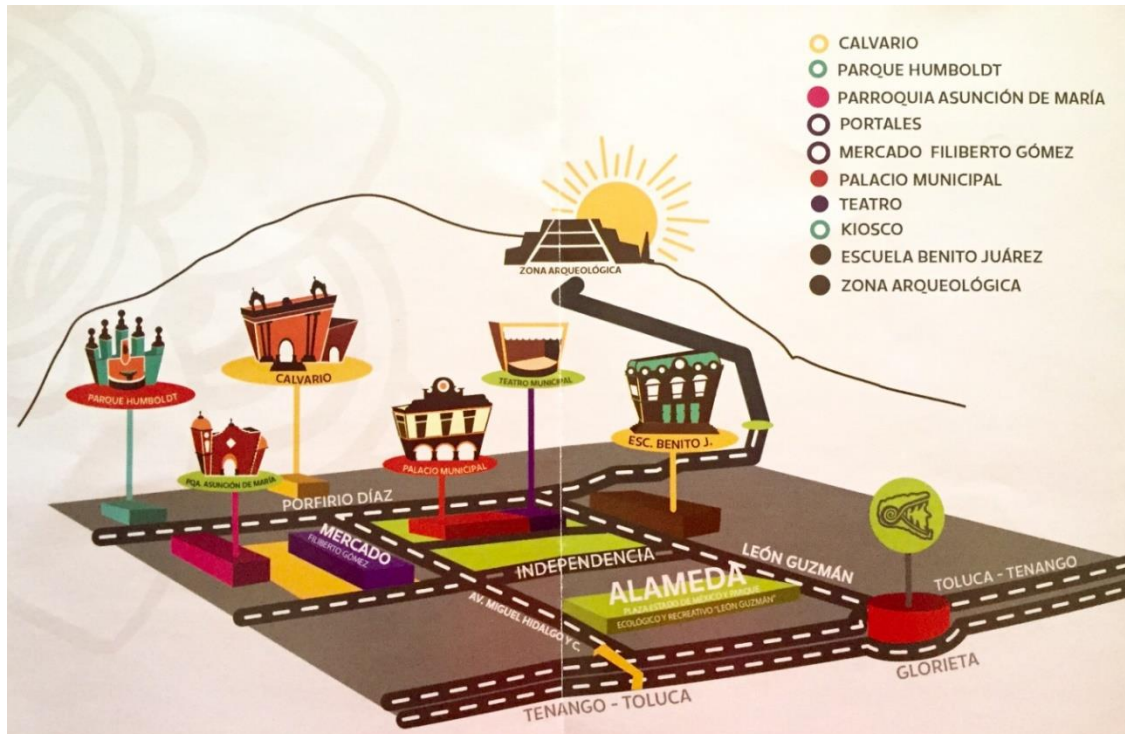 CALVARIO
PARQUE HUMBOLDT
PARROQUIA ASUNCIÓN DE MARÍA
PORTALES
MERCADO FILIBERTO GÓMEZ
PALACIO MUNICIPAL
TEATRO
KIOSCO
ESCUELA BENITO JUÁREZ
ZONA ARQUEOLÓGICA
ZONA ARQUEOLÓGICA
CALVARIO
TEATRO MUNICIPAL
PARQUE HUMBOLDT
ESC. BENITO J.
PALACIO MUNICIPAL
PQA. ASUNCIÓN DE MARÍA
PORFIRIO DÍAZ
MERCADO
FILIBERTO GÓMEZ
INDEPENDENCIA
LEÓN GUZMÁN
TOLUCA - TENANGO
ALAMEDA
PLAZA ESTADO DE MÉXICO Y PARQUE
ECOLÓGICO Y RECREATIVO "LEÓN GUZMÁN"
AV. MIGUEL HIDALGO Y C.
GLORIETA
TENANGO - TOLUCA